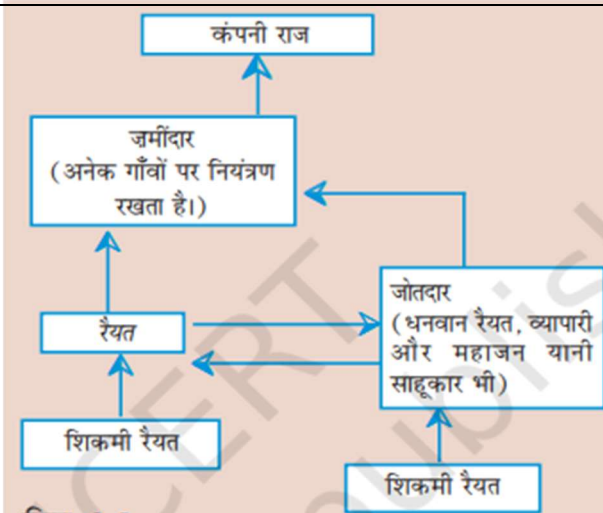 कंपनी राज
ज़मींदार
(अनेक गाँवों पर नियंत्रण
रखता है।)
जोतदार
(धनवान रैयत, व्यापारी
और महाजन यानी
साहूकार भी)
रैयत
शिकमी रैयत
शिकमी रैयत